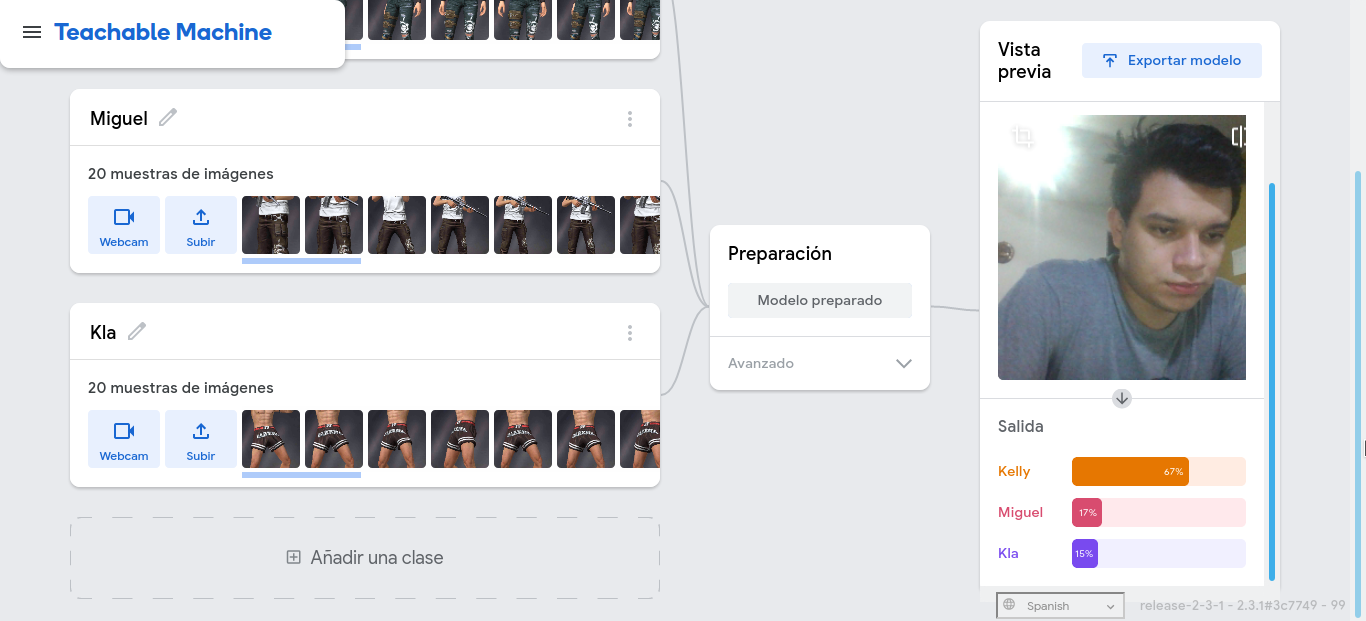 Teachable Machine
Miguel
20 muestras de imágenes
Webcam
Subir
Kla
20 muestras de imágenes
Webcam
Subir
Añadir una clase
Preparación
Modelo preparado
Avanzado
Vista
previa
Exportar modelo
Salida
Kelly
67%
Miguel
17%
Kla
15%
Spanish
release-2-3-1 - 2.3.1#3c7749 - 99